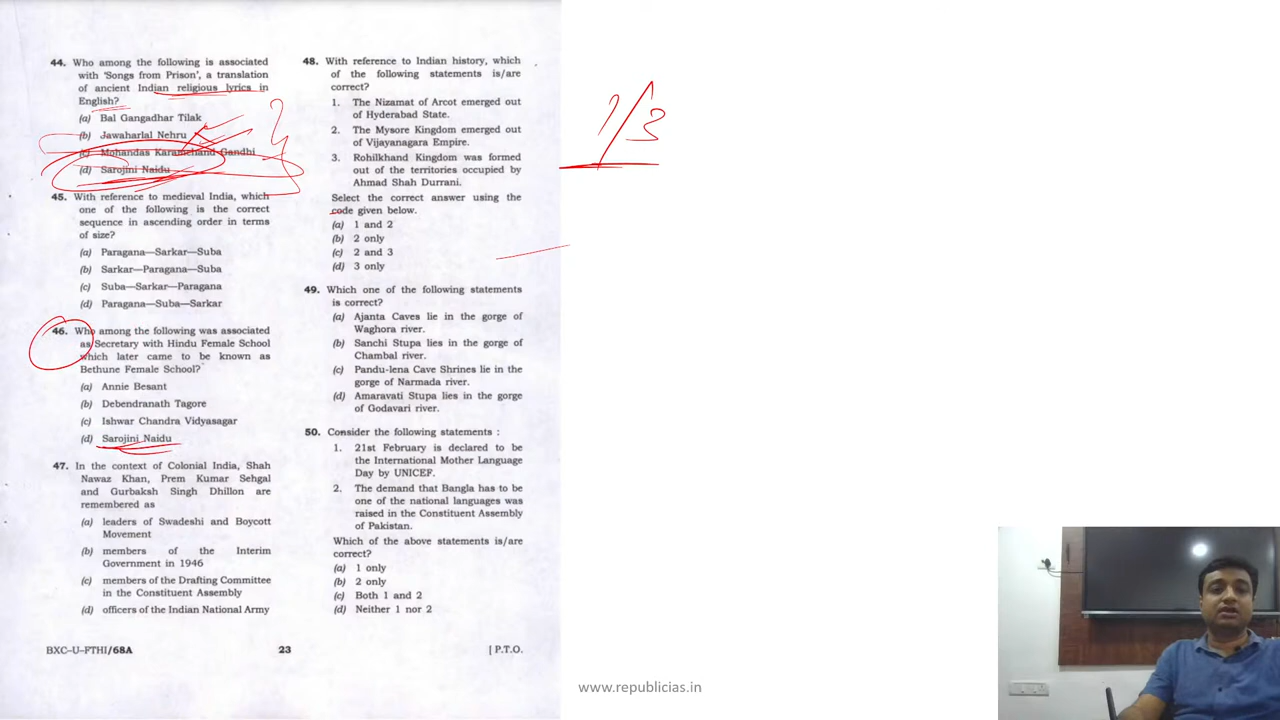 44. Who among the following is associated
with ‘Songs from Prison’, a translation
of ancient Indian religious lyrics in
English?
(a) Bal Gangadhar Tilak
(b) Jawaharlal Nehru
(c) Mohandas Karamchand Gandhi
(d) Sarojini Naidu
45. With reference to medieval India, which
one of the following is the correct
sequence in ascending order in terms
of size?
(a) Paragana—Sarkar—Suba
(b) Sarkar—Paragana—Suba
(c) Suba—Sarkar—Paragana
(d) Paragana—Suba—Sarkar
46. Who among the following was associated
as Secretary with Hindu Female School
which later came to be known as
Bethune Female School?
(a) Annie Besant
(b) Debendranath Tagore
(c) Ishwar Chandra Vidyasagar
(d) Sarojini Naidu
47. In the context of Colonial India, Shah
Nawaz Khan, Prem Kumar Sehgal
and Gurbaksh Singh Dhillon are
remembered as
(a) leaders of Swadeshi and Boycott
Movement
(b) members of the Interim
Government in 1946
(c) members of the Drafting Committee
in the Constituent Assembly
(d) officers of the Indian National Army
48. With reference to Indian history, which
of the following statements is/are
correct?
1. The Nizamat of Arcot emerged out
of Hyderabad State.
2. The Mysore Kingdom emerged out
of Vijayanagara Empire.
3. Rohilkhand Kingdom was formed
out of the territories occupied by
Ahmad Shah Durrani.
Select the correct answer using the
code given below.
(a) 1 and 2
(b) 2 only
(c) 2 and 3
(d) 3 only
49. Which one of the following statements
is correct?
(a) Ajanta Caves lie in the gorge of
Waghora river.
(b) Sanchi Stupa lies in the gorge of
Chambal river.
(c) Pandu-lena Cave Shrines lie in the
gorge of Narmada river.
(d) Amaravati Stupa lies in the gorge
of Godavari river.
50. Consider the following statements :
1. 21st February is declared to be
the International Mother Language
Day by UNICEF.
2. The demand that Bangla has to be
one of the national languages was
raised in the Constituent Assembly
of Pakistan.
Which of the above statements is/are
correct?
(a) 1 only
(b) 2 only
(c) Both 1 and 2
(d) Neither 1 nor 2
BXC-U-FTHI/68A
23
[ P.T.O.
1/3
www.republicias.in